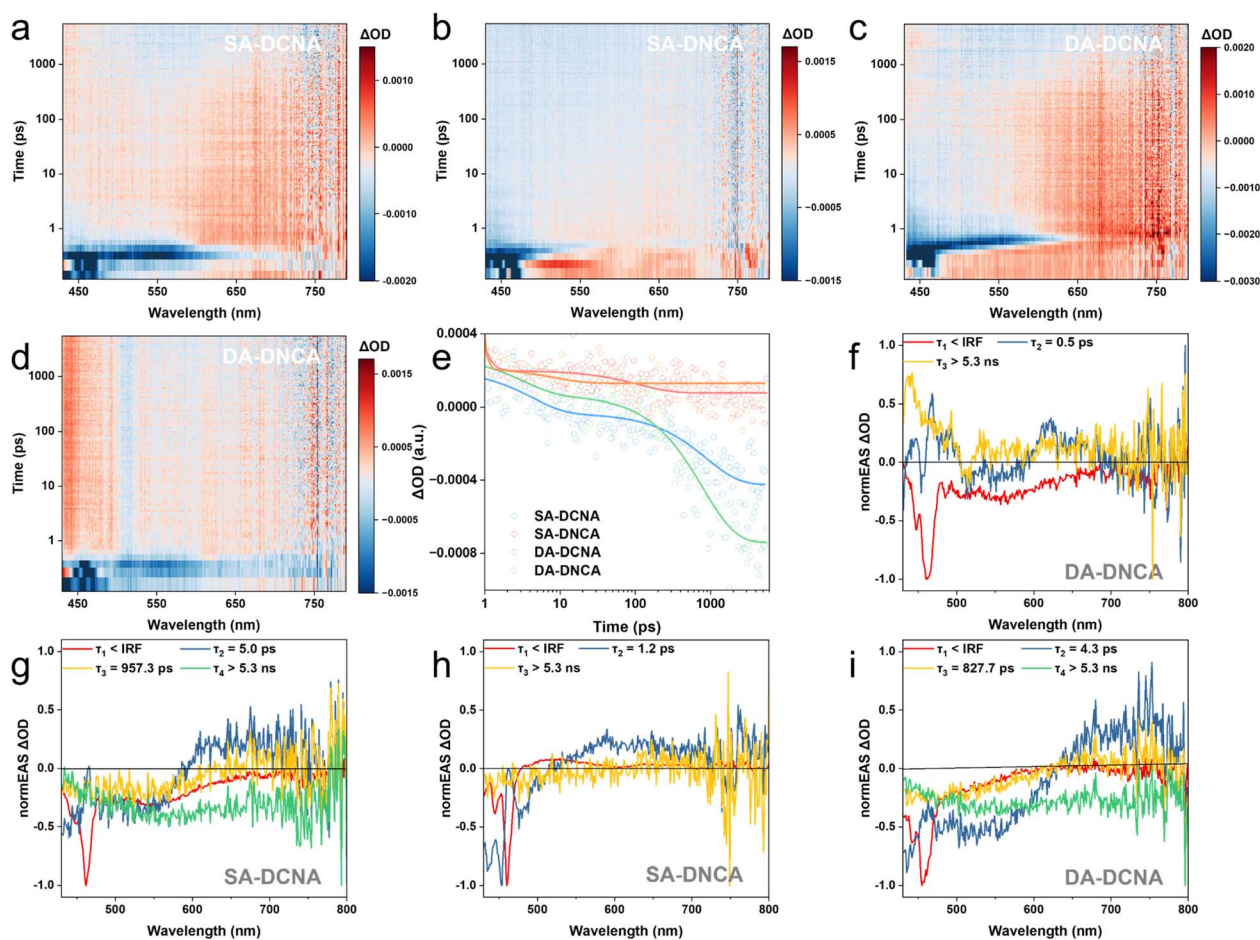 a
SA-DCNA
ΔOD
0.0010
0.0000
−0.0010
−0.0020
1000
100
10
1
Time (ps)
450
550
650
750
Wavelength (nm)
b
SA-DNCA
ΔOD
0.0015
0.0005
−0.0005
−0.0015
1000
100
10
1
Time (ps)
450
550
650
750
Wavelength (nm)
c
DA-DCNA
ΔOD
0.0020
0.0010
0.0000
−0.0010
−0.0020
−0.0030
1000
100
10
1
Time (ps)
450
550
650
750
Wavelength (nm)
d
DA-DNCA
ΔOD
0.0015
0.0005
−0.0005
−0.0015
1000
100
10
1
Time (ps)
450
550
650
750
Wavelength (nm)
e
0.0004
0.0000
−0.0004
−0.0008
ΔOD (a.u.)
SA-DCNA
SA-DNCA
DA-DCNA
DA-DNCA
1
10
100
1000
Time (ps)
f
τ1 < IRF
τ2 = 0.5 ps
τ3 > 5.3 ns
1.0
0.5
0.0
-0.5
-1.0
normEAS ΔOD
DA-DNCA
500
600
700
800
Wavelength (nm)
g
τ1 < IRF
τ2 = 5.0 ps
τ3 = 957.3 ps
τ4 > 5.3 ns
1.0
0.5
0.0
-0.5
-1.0
normEAS ΔOD
SA-DCNA
500
600
700
800
Wavelength (nm)
h
τ1 < IRF
τ2 = 1.2 ps
τ3 > 5.3 ns
1.0
0.5
0.0
-0.5
-1.0
normEAS ΔOD
SA-DNCA
500
600
700
800
Wavelength (nm)
i
τ1 < IRF
τ2 = 4.3 ps
τ3 = 827.7 ps
τ4 > 5.3 ns
1.0
0.5
0.0
-0.5
-1.0
normEAS ΔOD
DA-DCNA
500
600
700
800
Wavelength (nm)